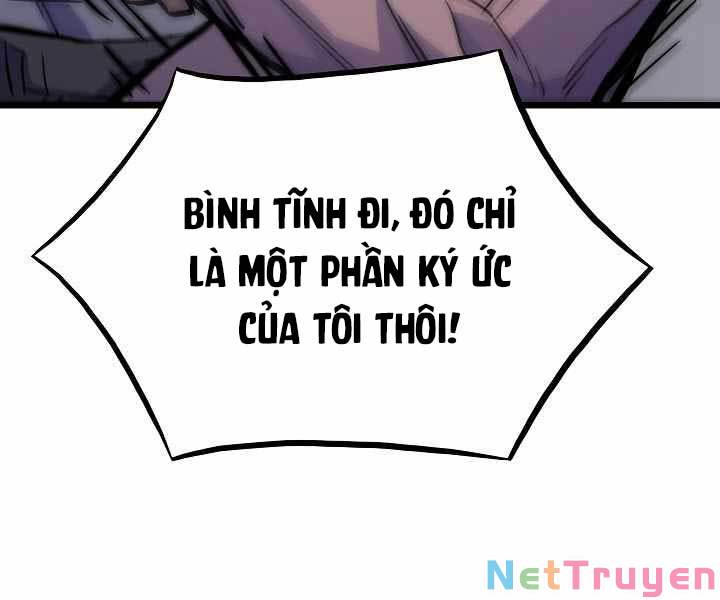 BÌNH TĨNH ĐI, ĐÓ CHỈ
LÀ MỘT PHẦN KÝ ỨC
CỦA TÔI THÔI!
NetTruyen